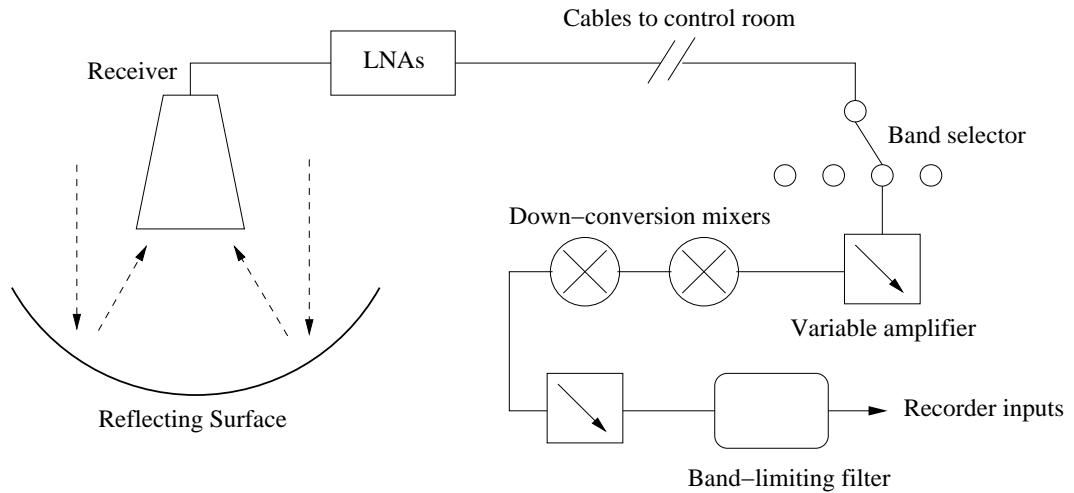 Cables to control room
Receiver
LNAs
Band selector
Down−conversion mixers
Variable amplifier
Reflecting Surface
Recorder inputs
Band−limiting filter